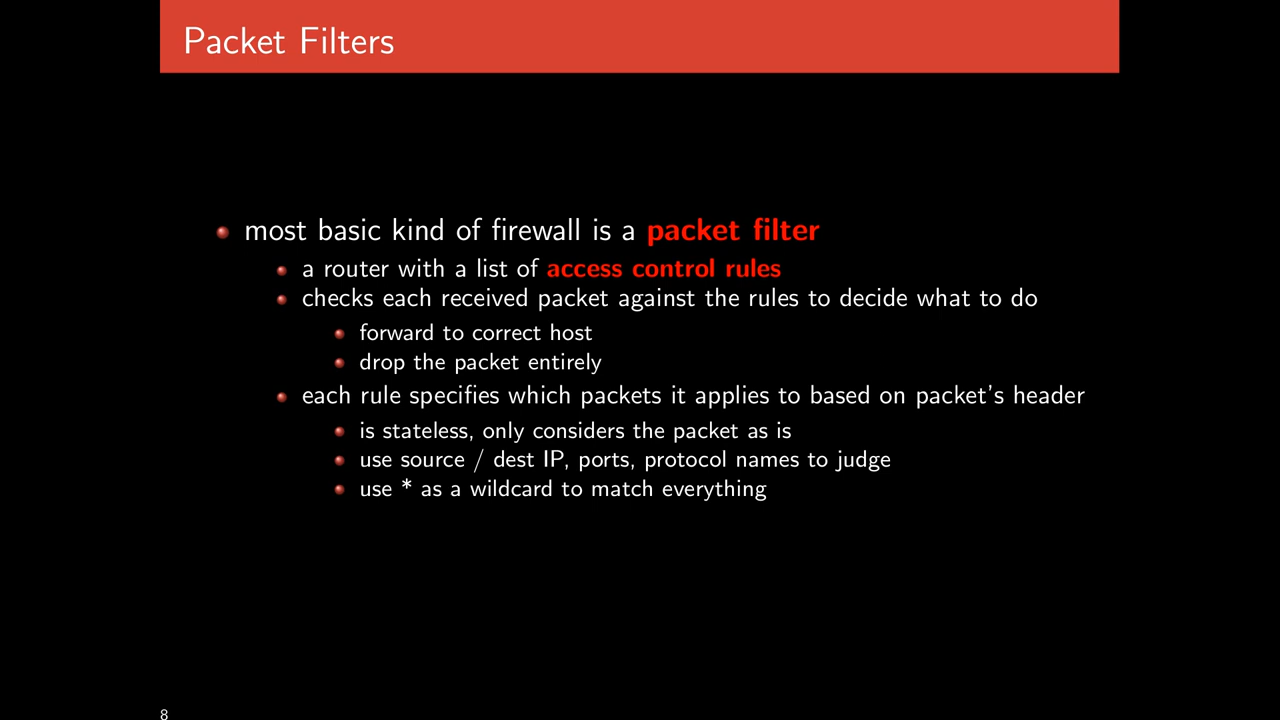 Packet Filters
most basic kind of firewall is a packet filter
a router with a list of access control rules
checks each received packet against the rules to decide what to do
forward to correct host
drop the packet entirely
each rule specifies which packets it applies to based on packet's header
is stateless, only considers the packet as is
use source / dest IP, ports, protocol names to judge
use * as a wildcard to match everything
8